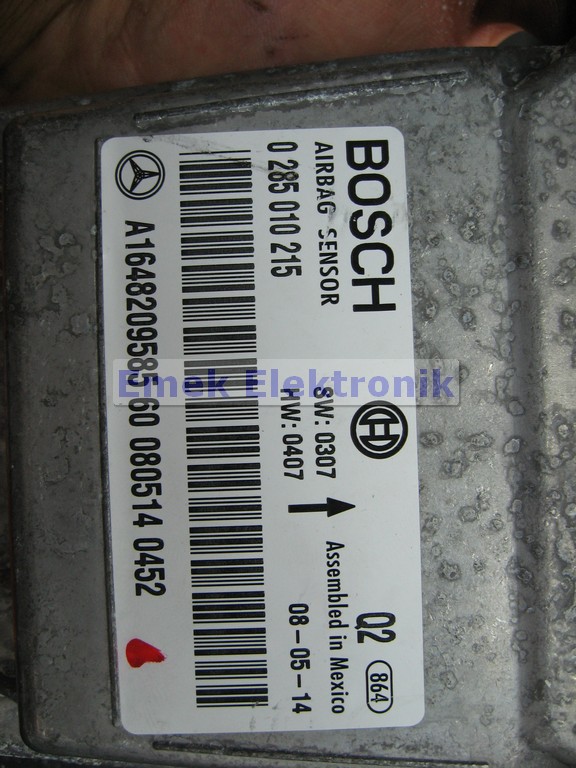 BOSCH
AIRBAG SENSOR
0 285 010 215
SW: 0307
HW: 0407
Q2
864
Assembled in Mexico
08-05-14
A1648209585 60 080514 0452
Emek Elektronik